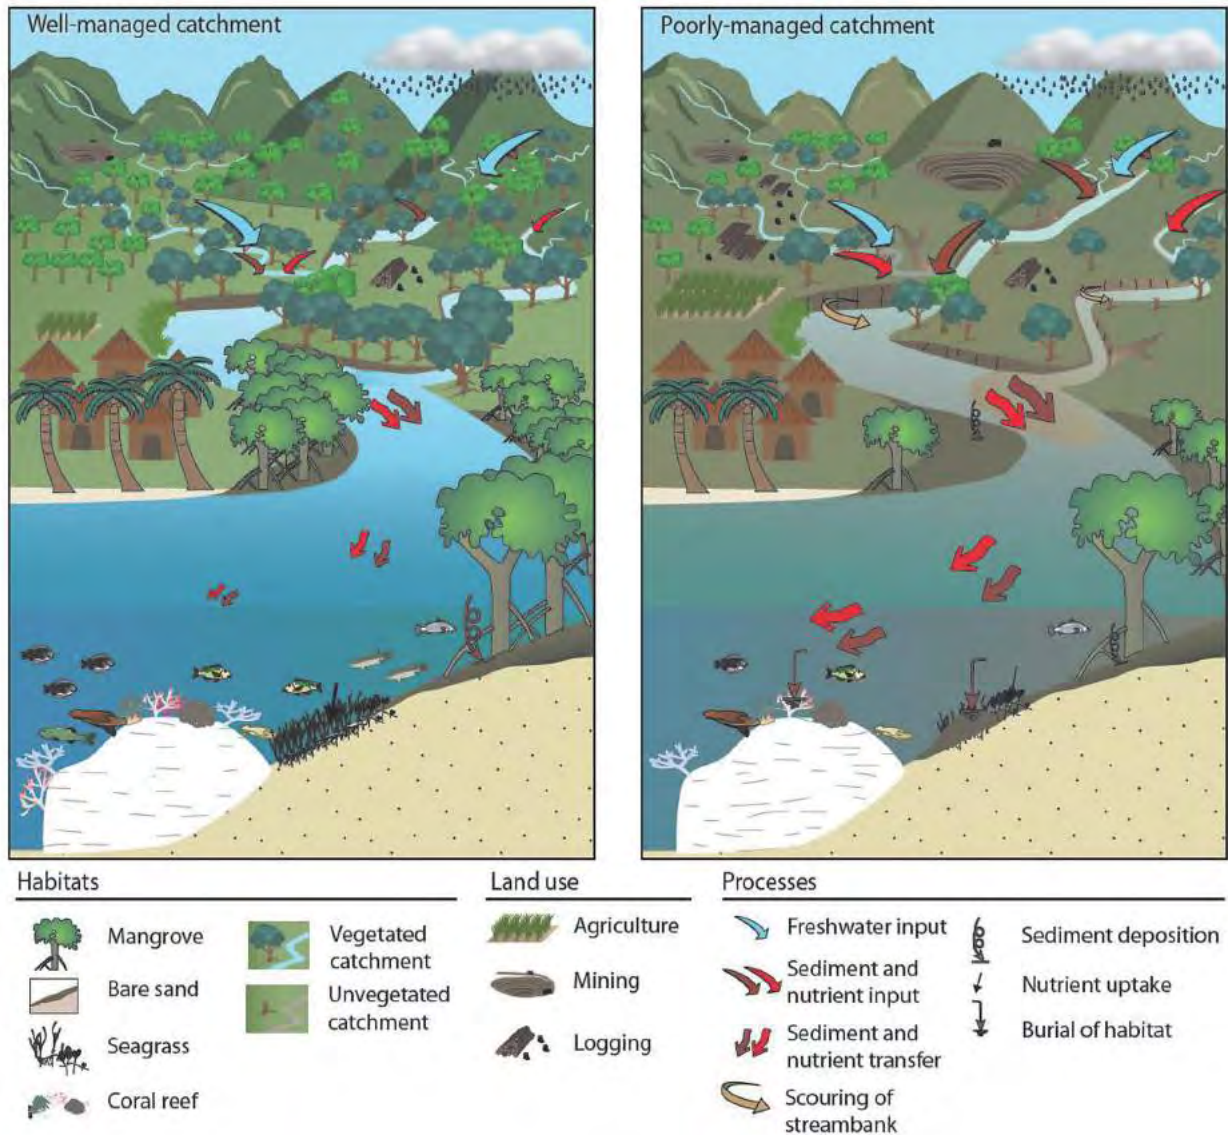 Well-managed catchment
Poorly-managed catchment
Habitats
Mangrove
Bare sand
Seagrass
Coral reef
Vegetated
catchment
Unvegetated
catchment
Land use
Agriculture
Mining
Logging
Processes
Freshwater input
Sediment and
nutrient input
Sediment and
nutrient transfer
Scouring of
streambank
Sediment deposition
Nutrient uptake
Burial of habitat